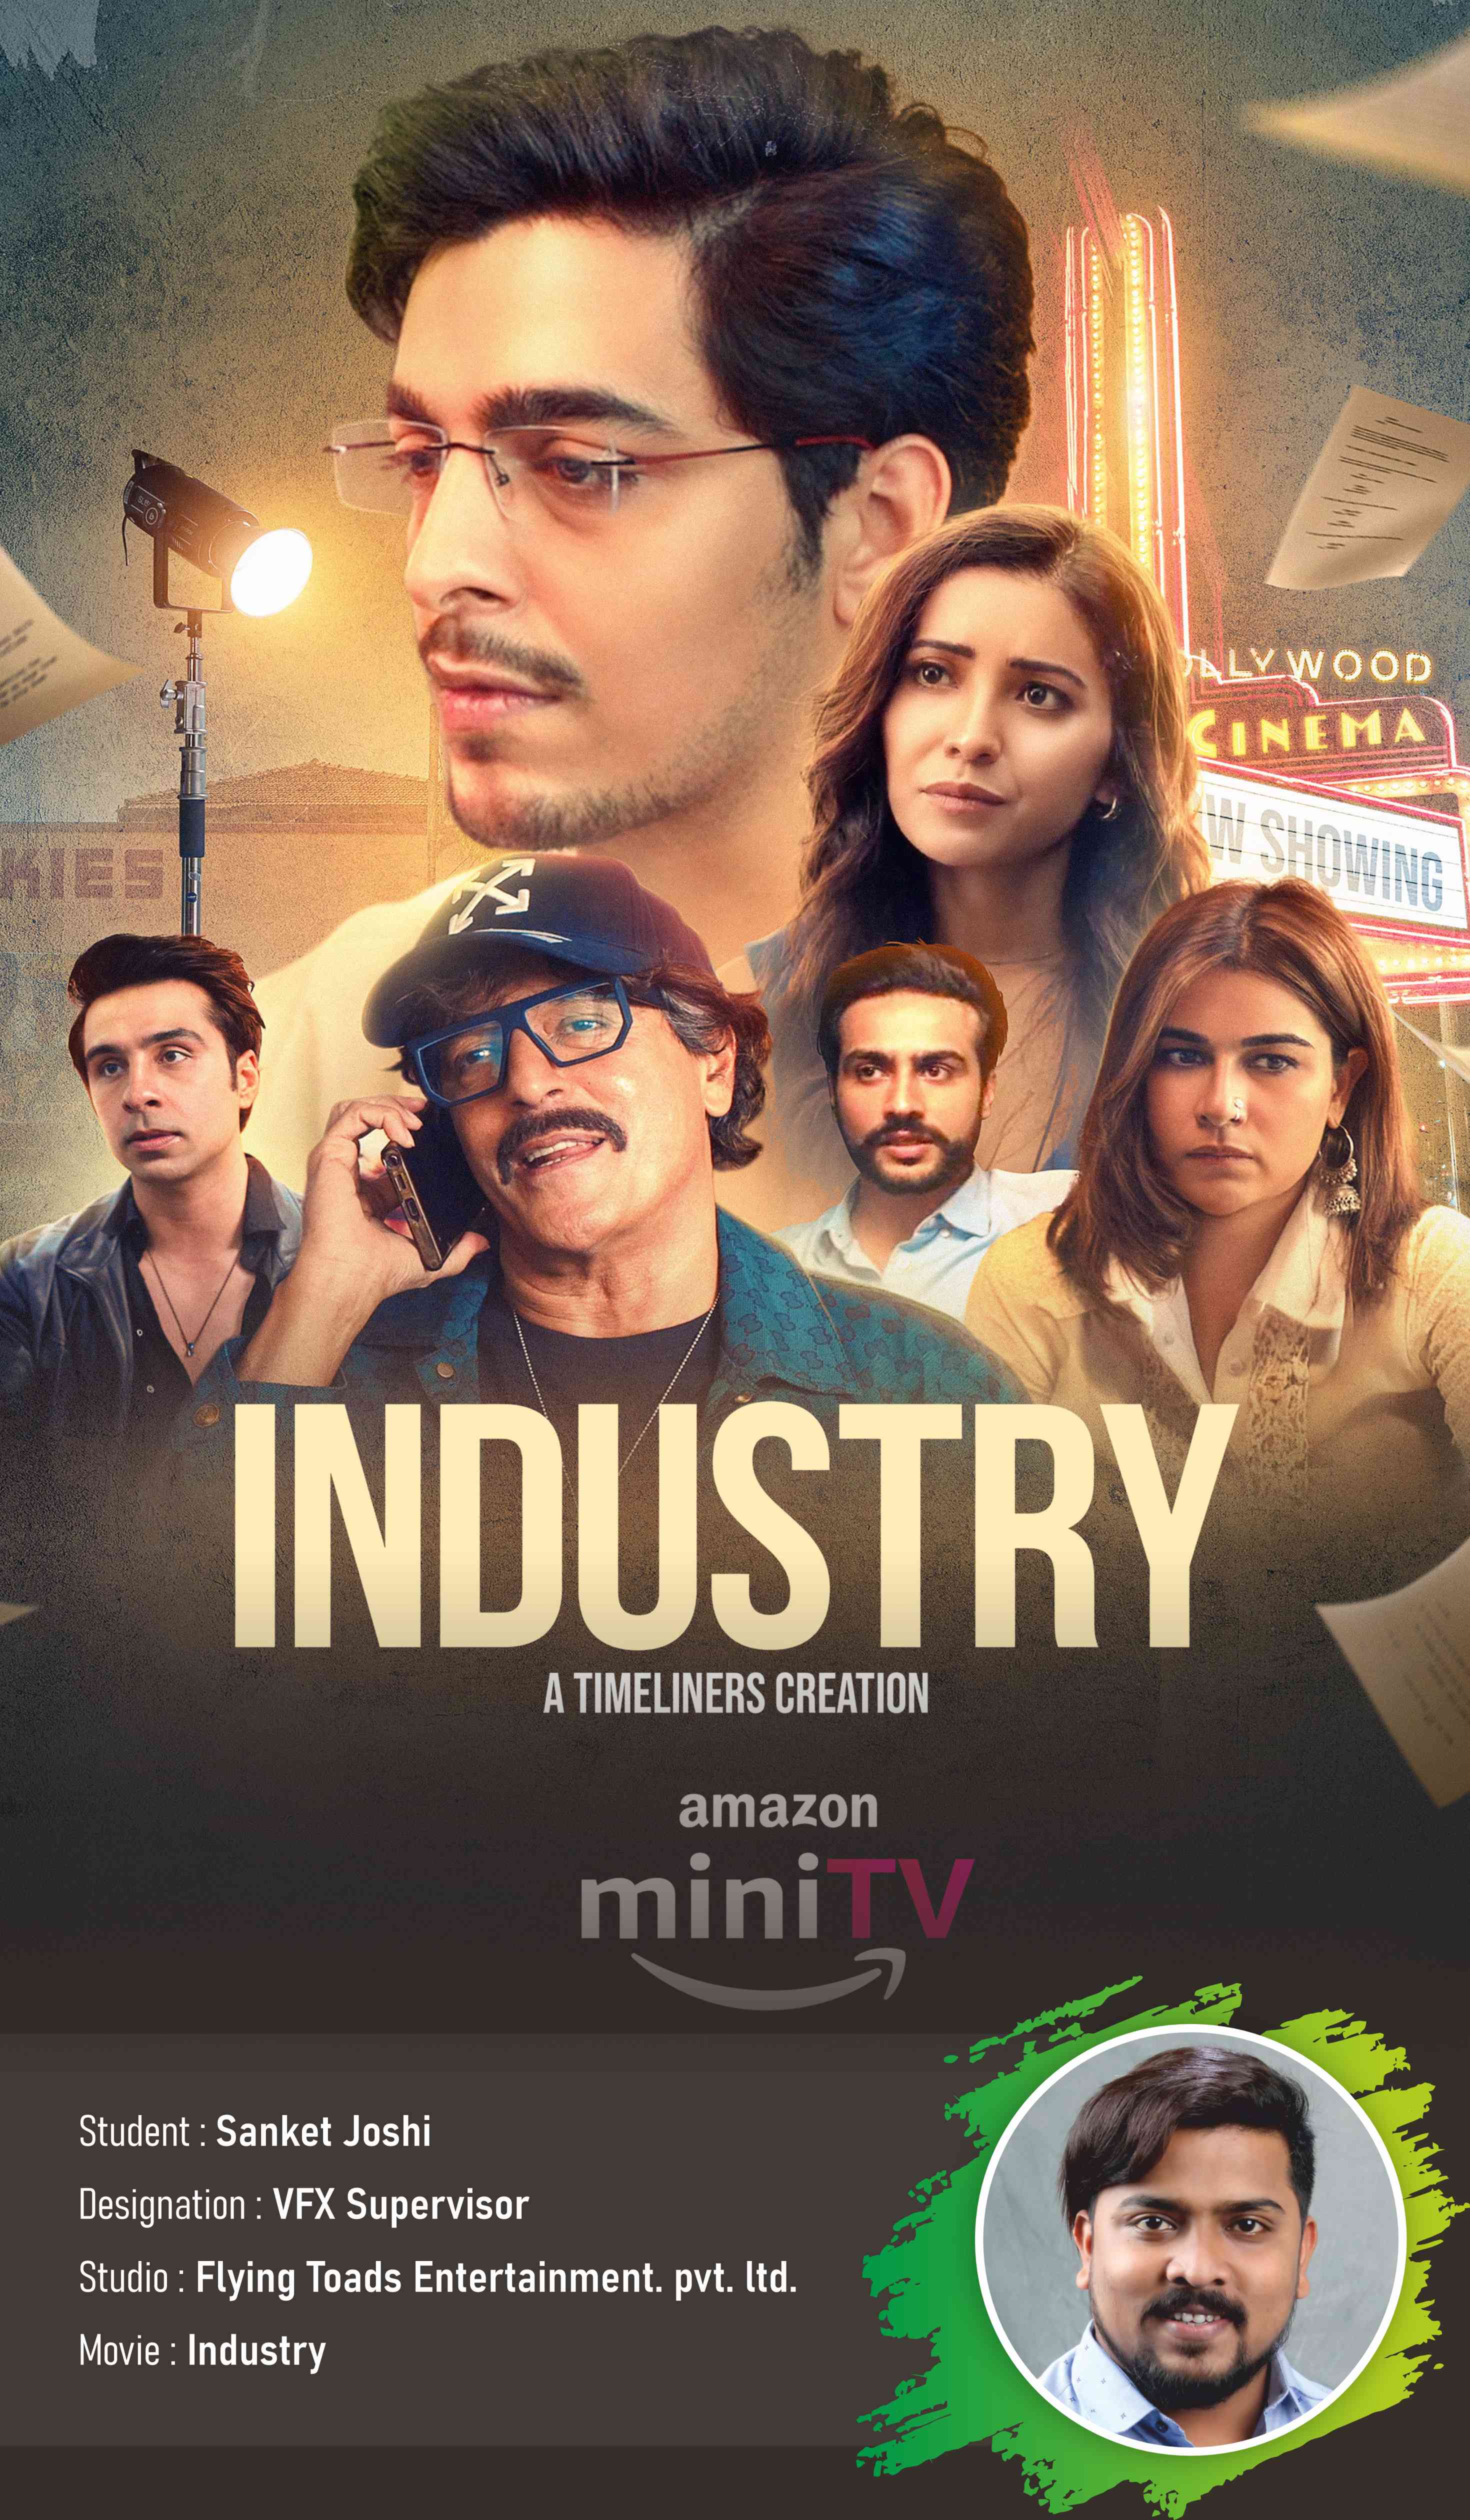 OLLYWOOD
CINEMA
W SHOWING
KIES
INDUSTRY
A TIMELINERS CREATION
amazon
miniTV
Student : Sanket Joshi
Designation : VFX Supervisor
Studio : Flying Toads Entertainment. pvt. ltd.
Movie : Industry